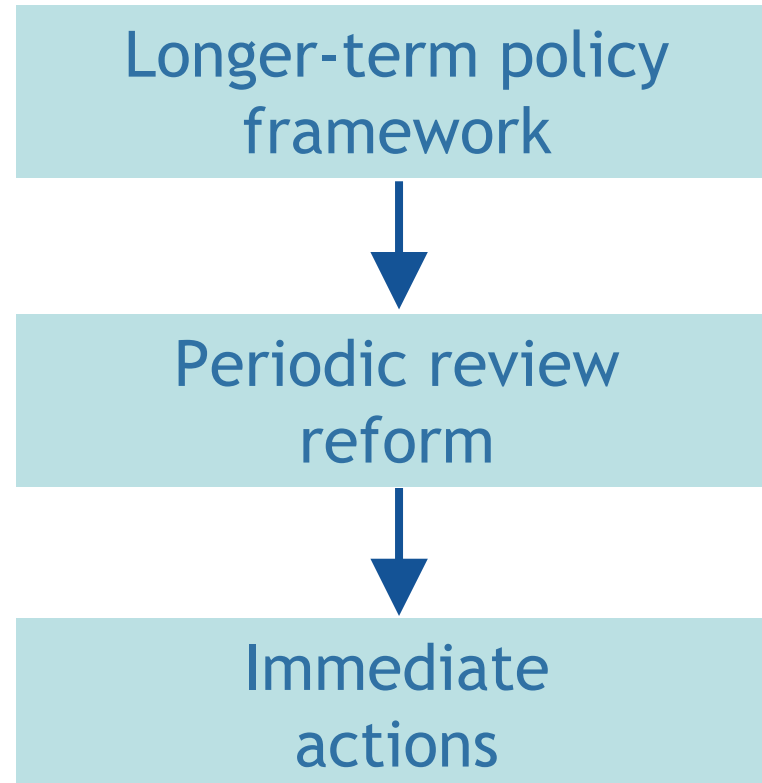 Longer-term policy
framework
Periodic review
reform
Immediate
actions